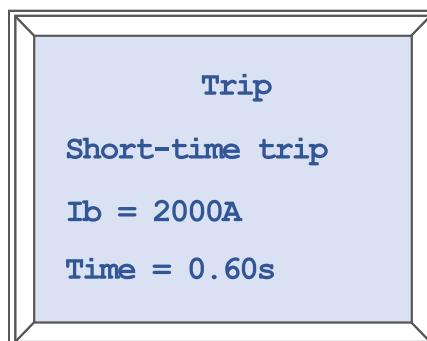 Trip
Short-time trip
Ib = 2000A
Time = 0.60s